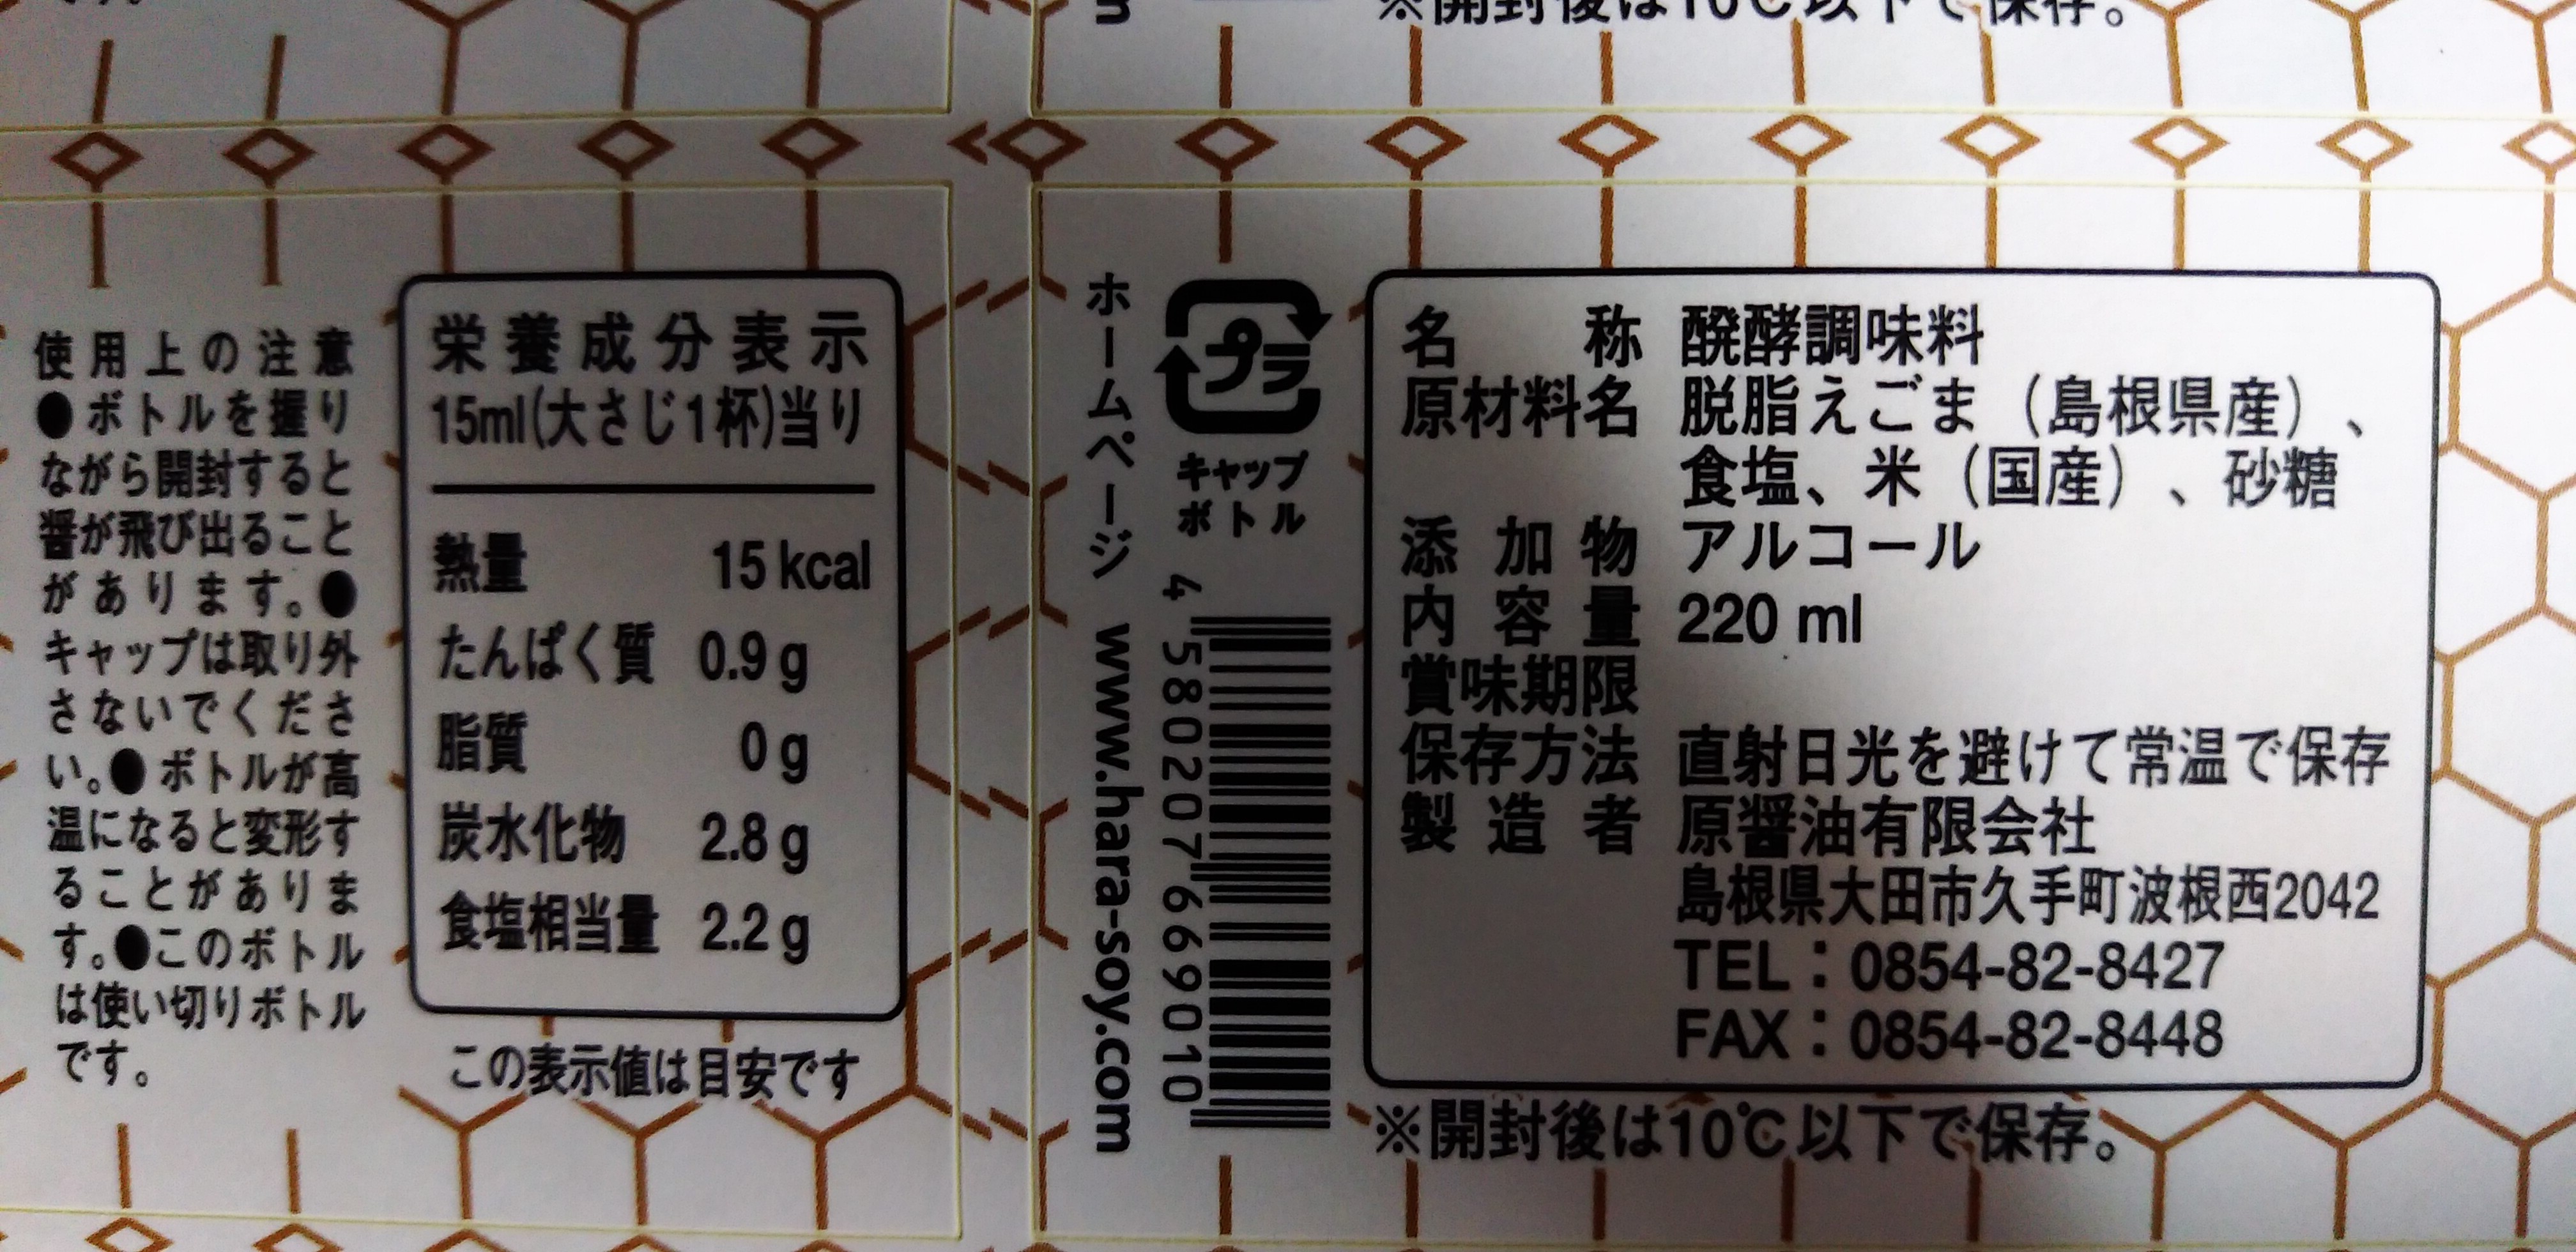 ※開封後は10℃以下で保存。
使用上の注意
●ボトルを握り
ながら開封すると
醤が飛び出ること
があります。●
キャップは取り外
さないでくださ
い。●ボトルが高
温になると変形す
ることがありま
す。●このボトル
は使い切りボトル
です。
栄養成分表示
15ml(大さじ1杯)当り
熱量 15 kcal
たんぱく質 0.9 g
脂質 0 g
炭水化物 2.8 g
食塩相当量 2.2 g
この表示値は目安です
ホームページ www.hara-soy.com
プラ
キャップ
ボトル
4 580207 669010
名称 醗酵調味料
原材料名 脱脂えごま（島根県産）、
食塩、米（国産）、砂糖
添加物 アルコール
内容量 220 ml
賞味期限
保存方法 直射日光を避けて常温で保存
製造者 原醤油有限会社
島根県大田市久手町波根西2042
TEL：0854-82-8427
FAX：0854-82-8448
※開封後は10℃以下で保存。